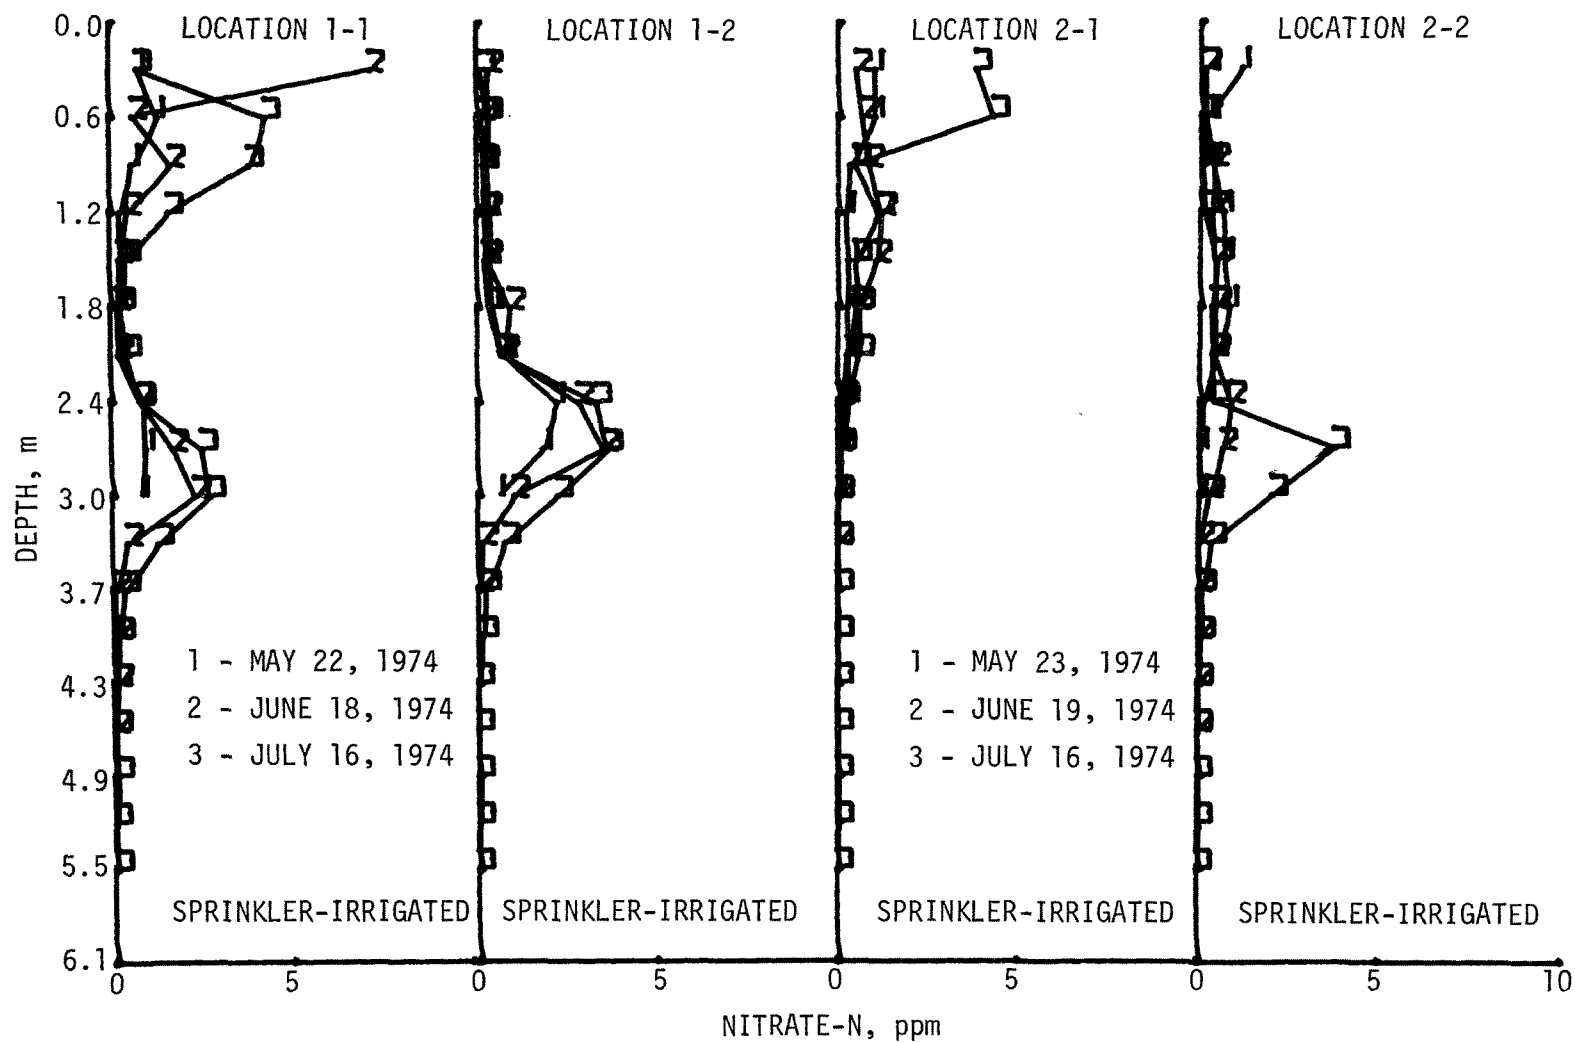 LOCATION 1-1
LOCATION 1-2
LOCATION 2-1
LOCATION 2-2
0.0
0.6
1.2
1.8
2.4
3.0
3.7
4.3
4.9
5.5
6.1
DEPTH, m
1 - MAY 22, 1974
2 - JUNE 18, 1974
3 - JULY 16, 1974
1 - MAY 23, 1974
2 - JUNE 19, 1974
3 - JULY 16, 1974
SPRINKLER-IRRIGATED
SPRINKLER-IRRIGATED
SPRINKLER-IRRIGATED
SPRINKLER-IRRIGATED
0 5 0 5 0 5 0 5 10
NITRATE-N, ppm